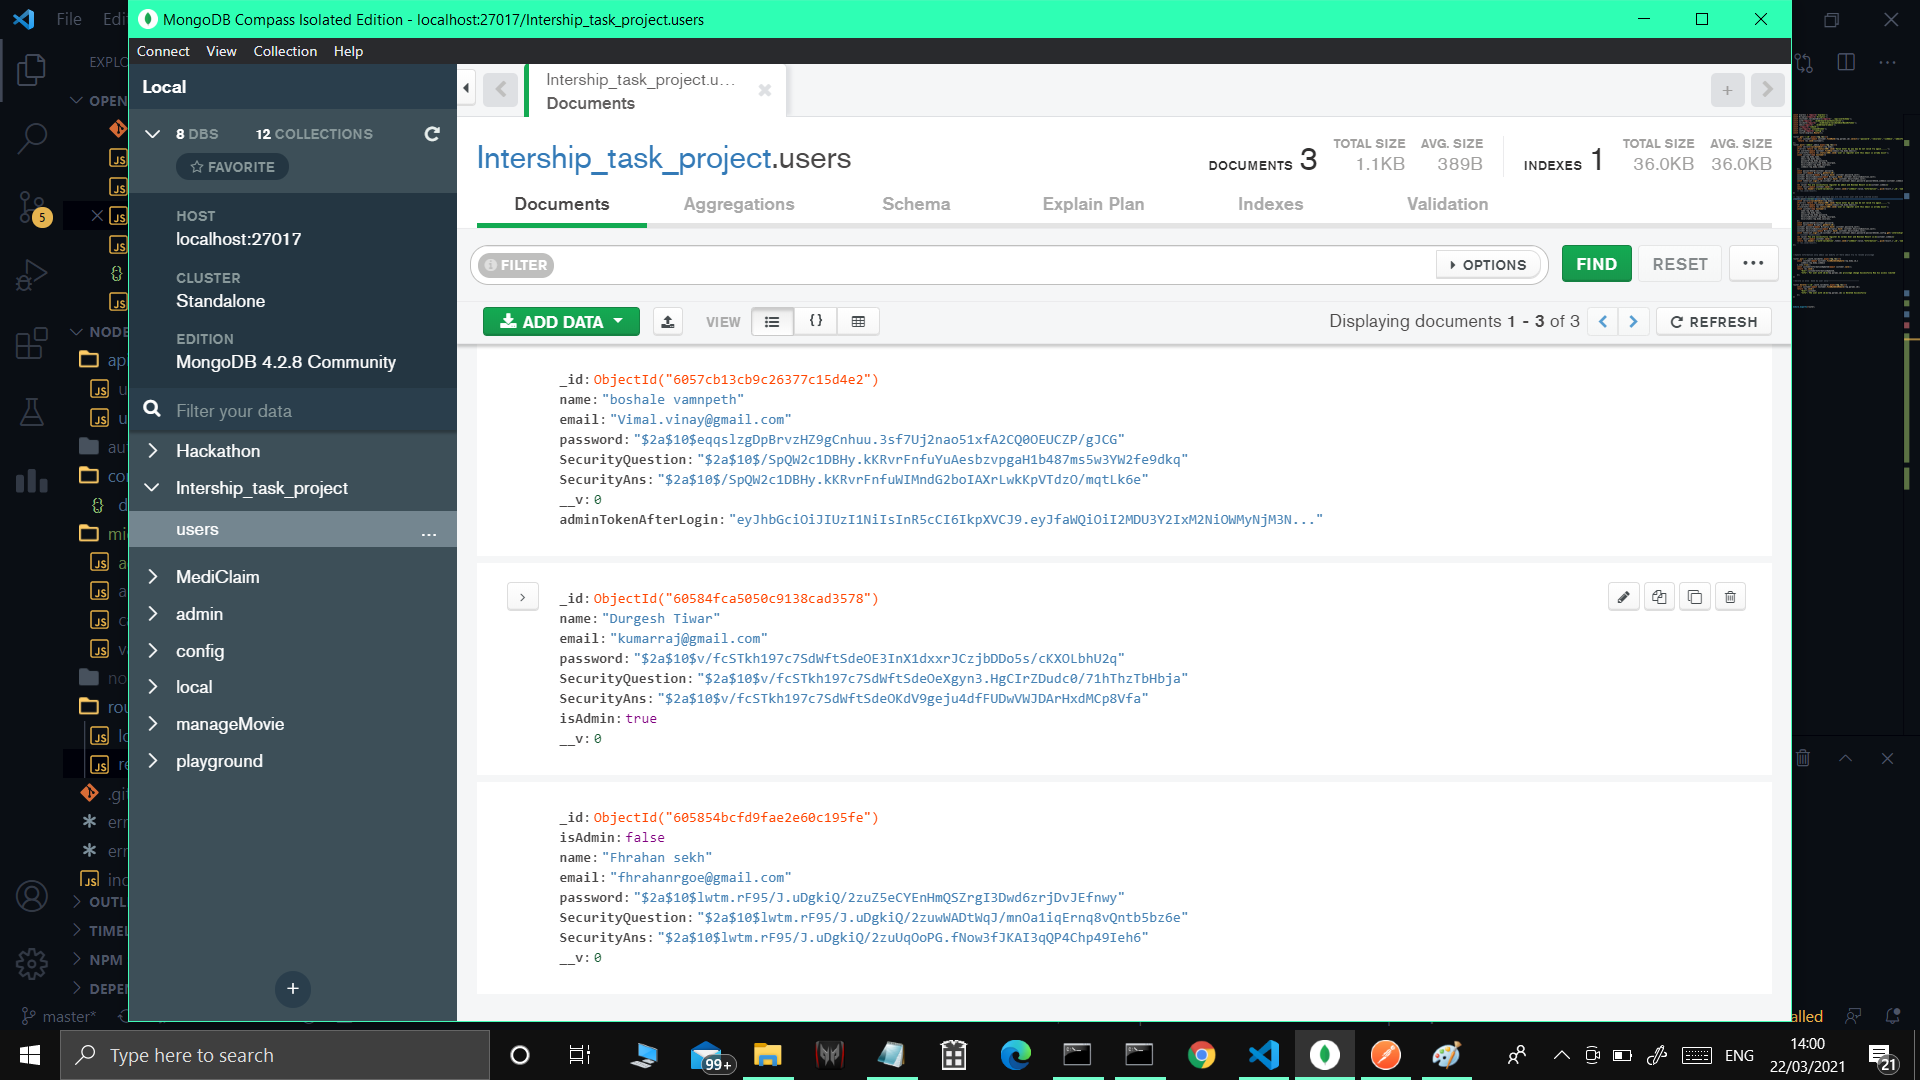 File
MongoDB Compass Isolated Edition - localhost:27017/Intership_task_project.users
Connect View Collection Help
Local
8 DBS 12 COLLECTIONS
FAVORITE
HOST
localhost:27017
CLUSTER
Standalone
EDITION
MongoDB 4.2.8 Community
Filter your data
Hackathon
Intership_task_project
users ...
MediClaim
admin
config
local
manageMovie
playground
+
Intership_task_project.u...
Documents
Intership_task_project.users
DOCUMENTS 3
TOTAL SIZE 1.1KB
AVG. SIZE 389B
INDEXES 1
TOTAL SIZE 36.0KB
AVG. SIZE 36.0KB
Documents Aggregations Schema Explain Plan Indexes Validation
FILTER OPTIONS FIND RESET ...
ADD DATA VIEW {} Displaying documents 1 - 3 of 3 REFRESH
_id: ObjectId("6057cb13cb9c26377c15d4e2")
name: "boshale vamnpeth"
email: "Vimal.vinay@gmail.com"
password: "$2a$10$eqqslzgDpBrvzHZ9gCnhuu.3sf7Uj2nao51xfA2CQ0OEUCZP/gJCG"
SecurityQuestion: "$2a$10$/SpQW2c1DBHy.kKRvrFnfuYuAesbzvpgaH1b487ms5w3YW2fe9dkq"
SecurityAns: "$2a$10$/SpQW2c1DBHy.kKRvrFnfuWIMndG2boIAXrLwkKpVTdzO/mqtLk6e"
__v: 0
adminTokenAfterLogin: "eyJhbGciOiJIUzI1NiIsInR5cCI6IkpXVCJ9.eyJfaWQiOiI2MDU3Y2IxM2NiOWMyNjM3N..."
_id: ObjectId("60584fca5050c9138cad3578")
name: "Durgesh Tiwar"
email: "kumarraj@gmail.com"
password: "$2a$10$v/fcSTkh197c7SdWftSdeOE3InX1dxxrJCzjbDDo5s/cKXOLbhU2q"
SecurityQuestion: "$2a$10$v/fcSTkh197c7SdWftSdeOeXgyn3.HgCIrZDudc0/71hThzTbHbja"
SecurityAns: "$2a$10$v/fcSTkh197c7SdWftSdeOKdV9geju4dfFUDwVWJDArHxdMCp8Vfa"
isAdmin: true
__v: 0
_id: ObjectId("605854bcfd9fae2e60c195fe")
isAdmin: false
name: "Fhrahan sekh"
email: "fhrahanrgoe@gmail.com"
password: "$2a$10$lwtm.rF95/J.uDgkiQ/2zuZ5eCYEnHmQSZrgI3Dwd6zrjDvJEfnwy"
SecurityQuestion: "$2a$10$lwtm.rF95/J.uDgkiQ/2zuwWADtWqJ/mnOa1iqErnq8vQntb5bz6e"
SecurityAns: "$2a$10$lwtm.rF95/J.uDgkiQ/2zuUqOoPG.fNow3fJKAI3qQP4Chp49Ieh6"
__v: 0
5
master*
Type here to search
99+
ENG
14:00
22/03/2021
21